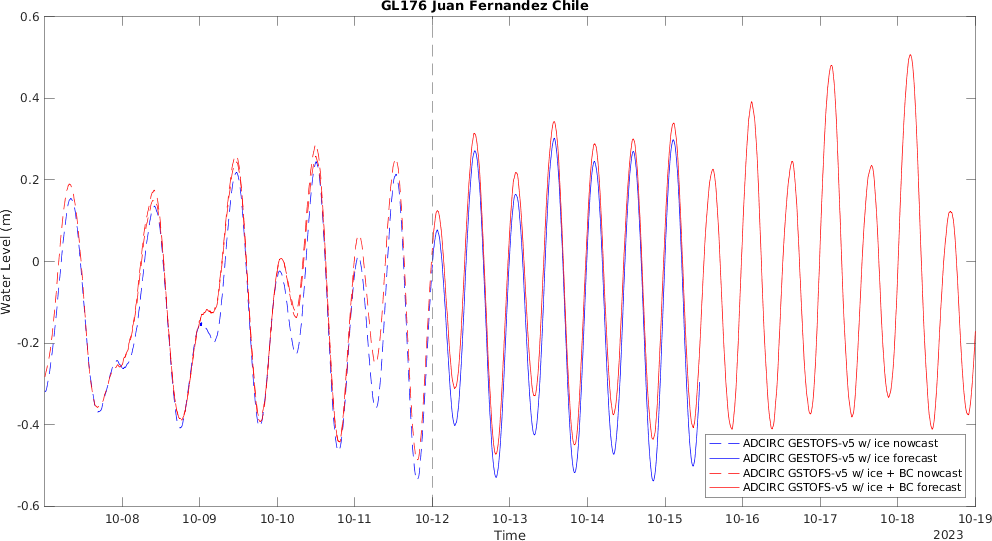 GL176 Juan Fernandez Chile
0.6
0.4
0.2
0
-0.2
-0.4
-0.6
Water Level (m)
10-08 10-09 10-10 10-11 10-12 10-13 10-14 10-15 10-16 10-17 10-18 10-19
Time
2023
ADCIRC GESTOFS-v5 w/ ice nowcast
ADCIRC GESTOFS-v5 w/ ice forecast
ADCIRC GSTOFS-v5 w/ ice + BC nowcast
ADCIRC GSTOFS-v5 w/ ice + BC forecast